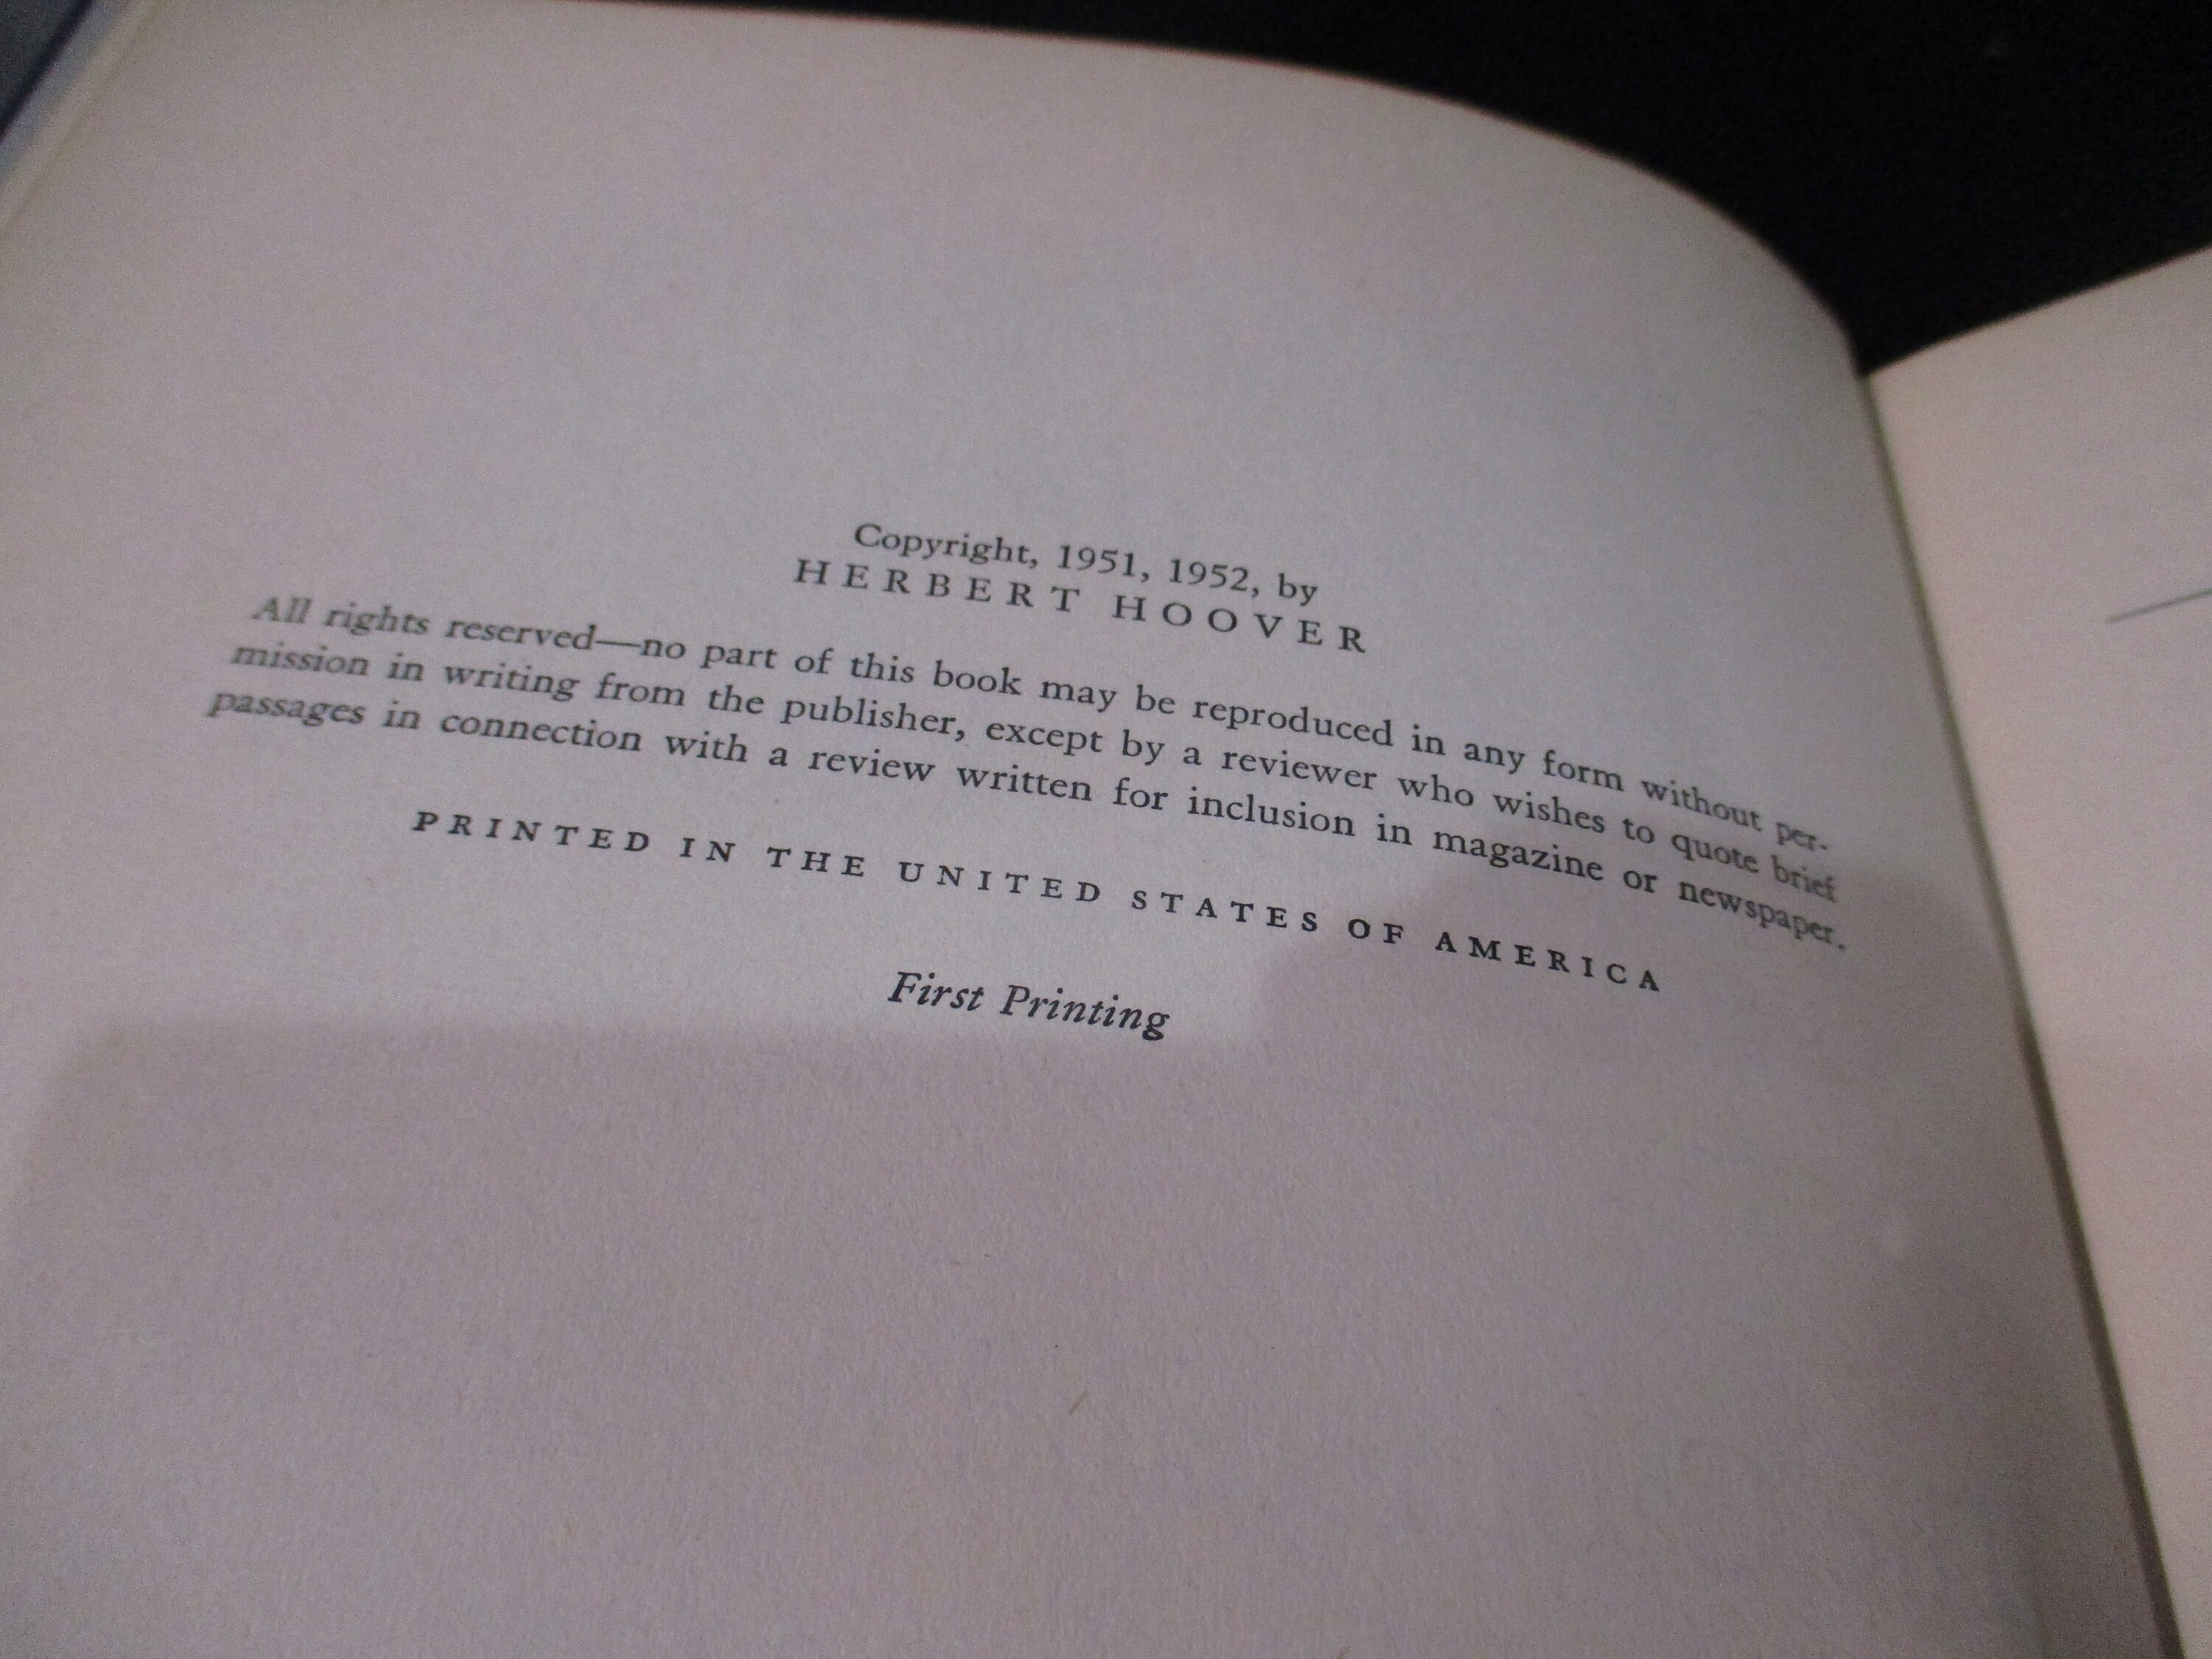 Copyright, 1951, 1952, by
HERBERT HOOVER
All rights reserved—no part of this book may be reproduced in any form without per-
mission in writing from the publisher, except by a reviewer who wishes to quote brief
passages in connection with a review written for inclusion in magazine or newspaper.
PRINTED IN THE UNITED STATES OF AMERICA
First Printing